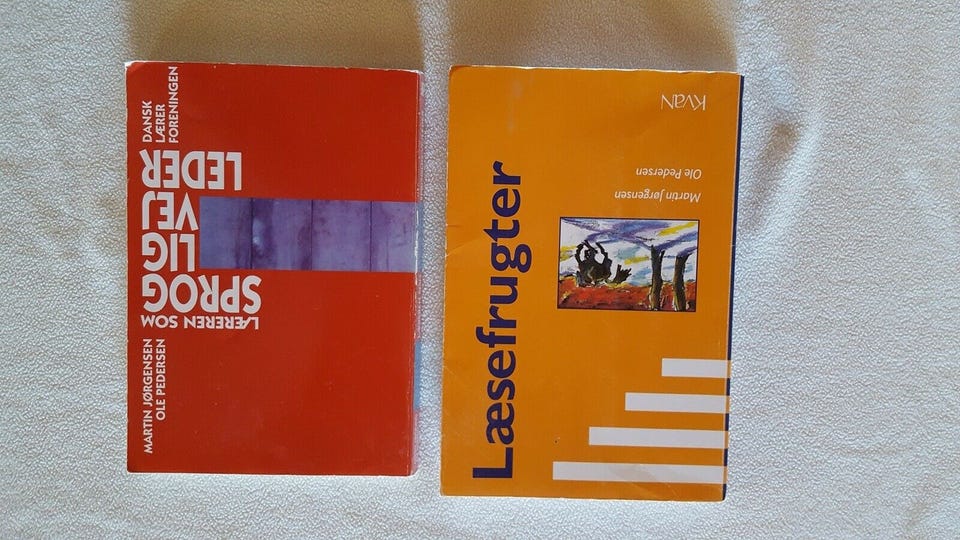 MARTIN JØRGENSEN
OLE PEDERSEN
LÆREREN SOM
SPROG
LIG
VEJ
LEDER
DANSK
LÆRER
FORENINGEN
Læsefrugter
Martin Jørgensen
Ole Pedersen
KvaN